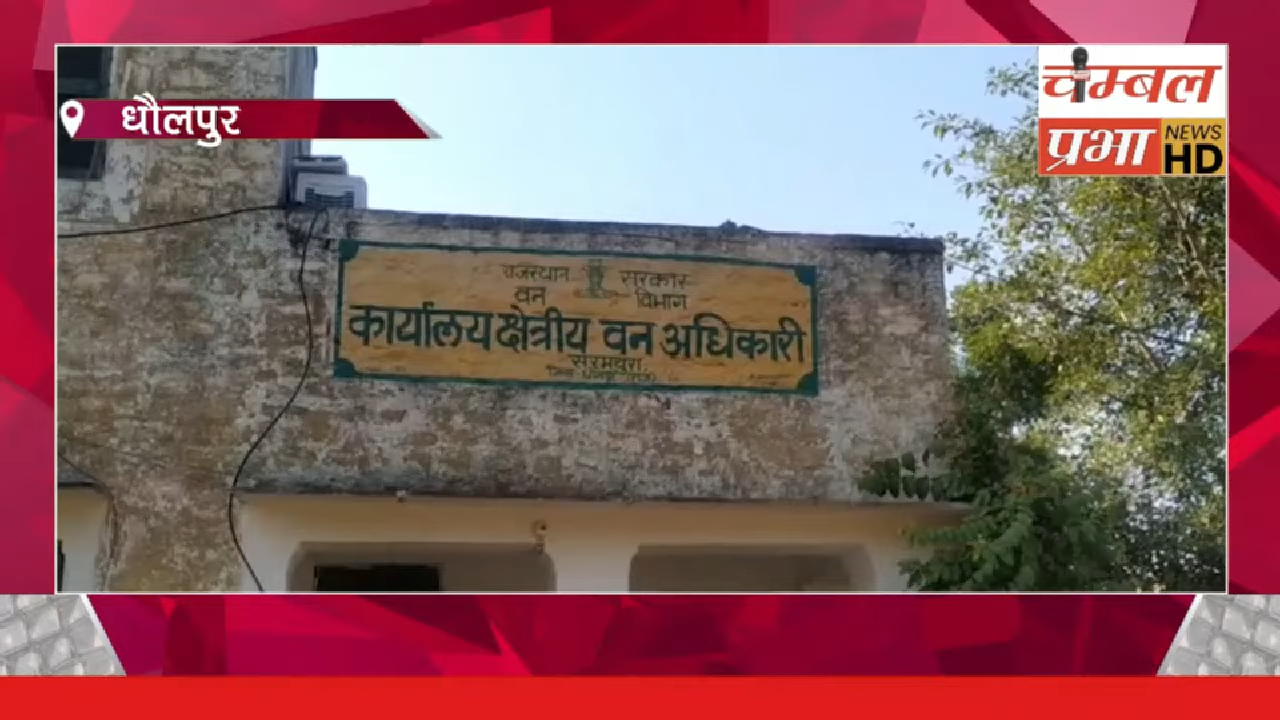 धौलपुर
चम्बल
प्रभा NEWS HD
राजस्थान सरकार
वन विभाग
कार्यालय क्षेत्रीय वन अधिकारी
सरमथुरा